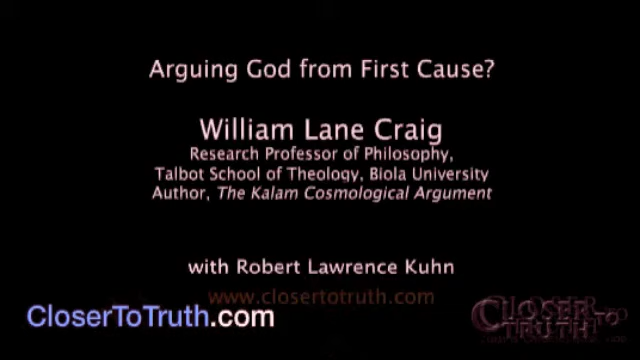 Arguing God from First Cause?
William Lane Craig
Research Professor of Philosophy,
Talbot School of Theology, Biola University
Author, The Kalam Cosmological Argument
with Robert Lawrence Kuhn
www.closertotruth.com
CloserToTruth.com
CLOSER
TO
TRUTH